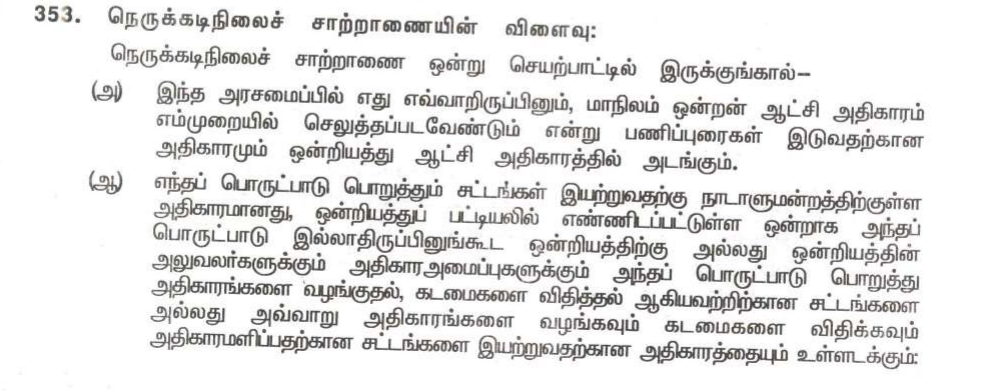 353. நெருக்கடிநிலைச் சாற்றாணையின் விளைவு:
நெருக்கடிநிலைச் சாற்றாணை ஒன்று செயற்பாட்டில் இருக்குங்கால்—
(அ) இந்த அரசமைப்பில் எது எவ்வாறிருப்பினும், மாநிலம் ஒன்றன் ஆட்சி அதிகாரம்
எம்முறையில் செலுத்தப்படவேண்டும் என்று பணிப்புரைகள் இடுவதற்கான
அதிகாரமும் ஒன்றியத்து ஆட்சி அதிகாரத்தில் அடங்கும்.
(ஆ) எந்தப் பொருட்பாடு பொறுத்தும் சட்டங்கள் இயற்றுவதற்கு நாடாளுமன்றத்திற்குள்ள
அதிகாரமானது, ஒன்றியத்துப் பட்டியலில் எண்ணிடப்பட்டுள்ள ஒன்றாக அந்தப்
பொருட்பாடு இல்லாதிருப்பினுங்கூட ஒன்றியத்திற்கு அல்லது ஒன்றியத்தின்
அலுவலர்களுக்கும் அதிகாரஅமைப்புகளுக்கும் அந்தப் பொருட்பாடு பொறுத்து
அதிகாரங்களை வழங்குதல், கடமைகளை விதித்தல் ஆகியவற்றிற்கான சட்டங்களை
அல்லது அவ்வாறு அதிகாரங்களை வழங்கவும் கடமைகளை விதிக்கவும்
அதிகாரமளிப்பதற்கான சட்டங்களை இயற்றுவதற்கான அதிகாரத்தையும் உள்ளடக்கும்: